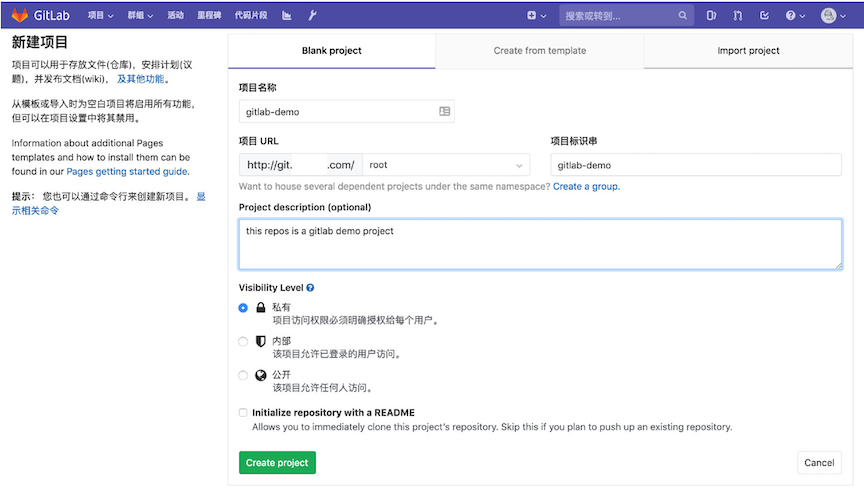 GitLab 项目 群组 活动 里程碑 代码片段 搜索或转到...
新建项目
项目可以用于存放文件(仓库)，安排计划(议
题)，并发布文档(wiki)， 及其他功能。
从模板或导入时为空白项目将启用所有功能，
但可以在项目设置中将其禁用。
Information about additional Pages
templates and how to install them can be
found in our Pages getting started guide.
提示： 您也可以通过命令行来创建新项目。 显
示相关命令
Blank project Create from template Import project
项目名称
gitlab-demo
项目 URL 项目标识串
http://git. .com/ root gitlab-demo
Want to house several dependent projects under the same namespace? Create a group.
Project description (optional)
this repos is a gitlab demo project
Visibility Level
私有
项目访问权限必须明确授权给每个用户。
内部
该项目允许已登录的用户访问。
公开
该项目允许任何人访问。
Initialize repository with a README
Allows you to immediately clone this project's repository. Skip this if you plan to push up an existing repository.
Create project Cancel